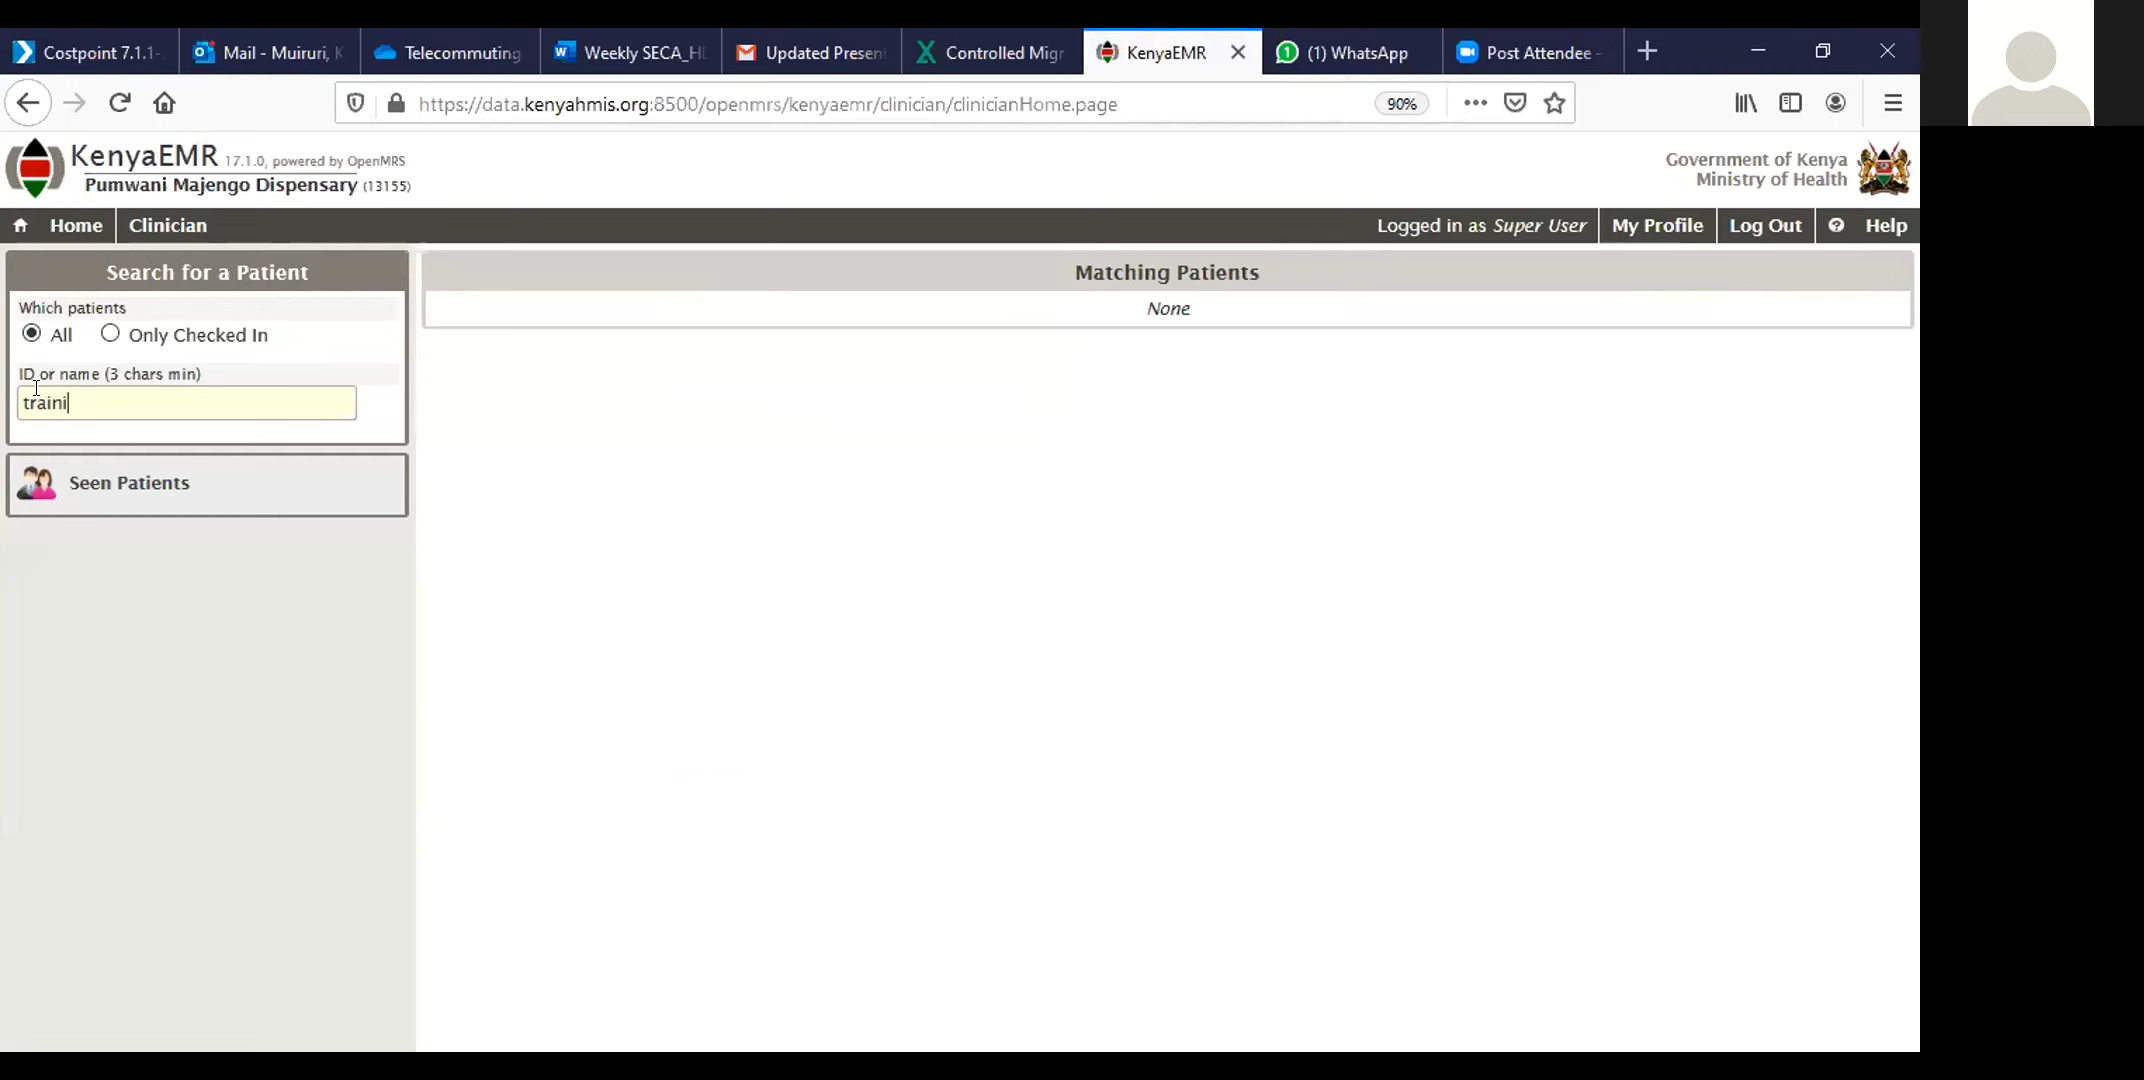 Costpoint 7.1.1-
Mail - Muiruri, K
Telecommuting
Weekly SECA_HI
Updated Present
Controlled Migr
KenyaEMR
(1) WhatsApp
Post Attendee -
https://data.kenyahmis.org:8500/openmrs/kenyaemr/clinician/clinicianHome.page
90%
KenyaEMR 17.1.0, powered by OpenMRS
Pumwani Majengo Dispensary (13155)
Government of Kenya
Ministry of Health
Home
Clinician
Logged in as Super User
My Profile
Log Out
Help
Search for a Patient
Which patients
All
Only Checked In
ID or name (3 chars min)
traini
Seen Patients
Matching Patients
None